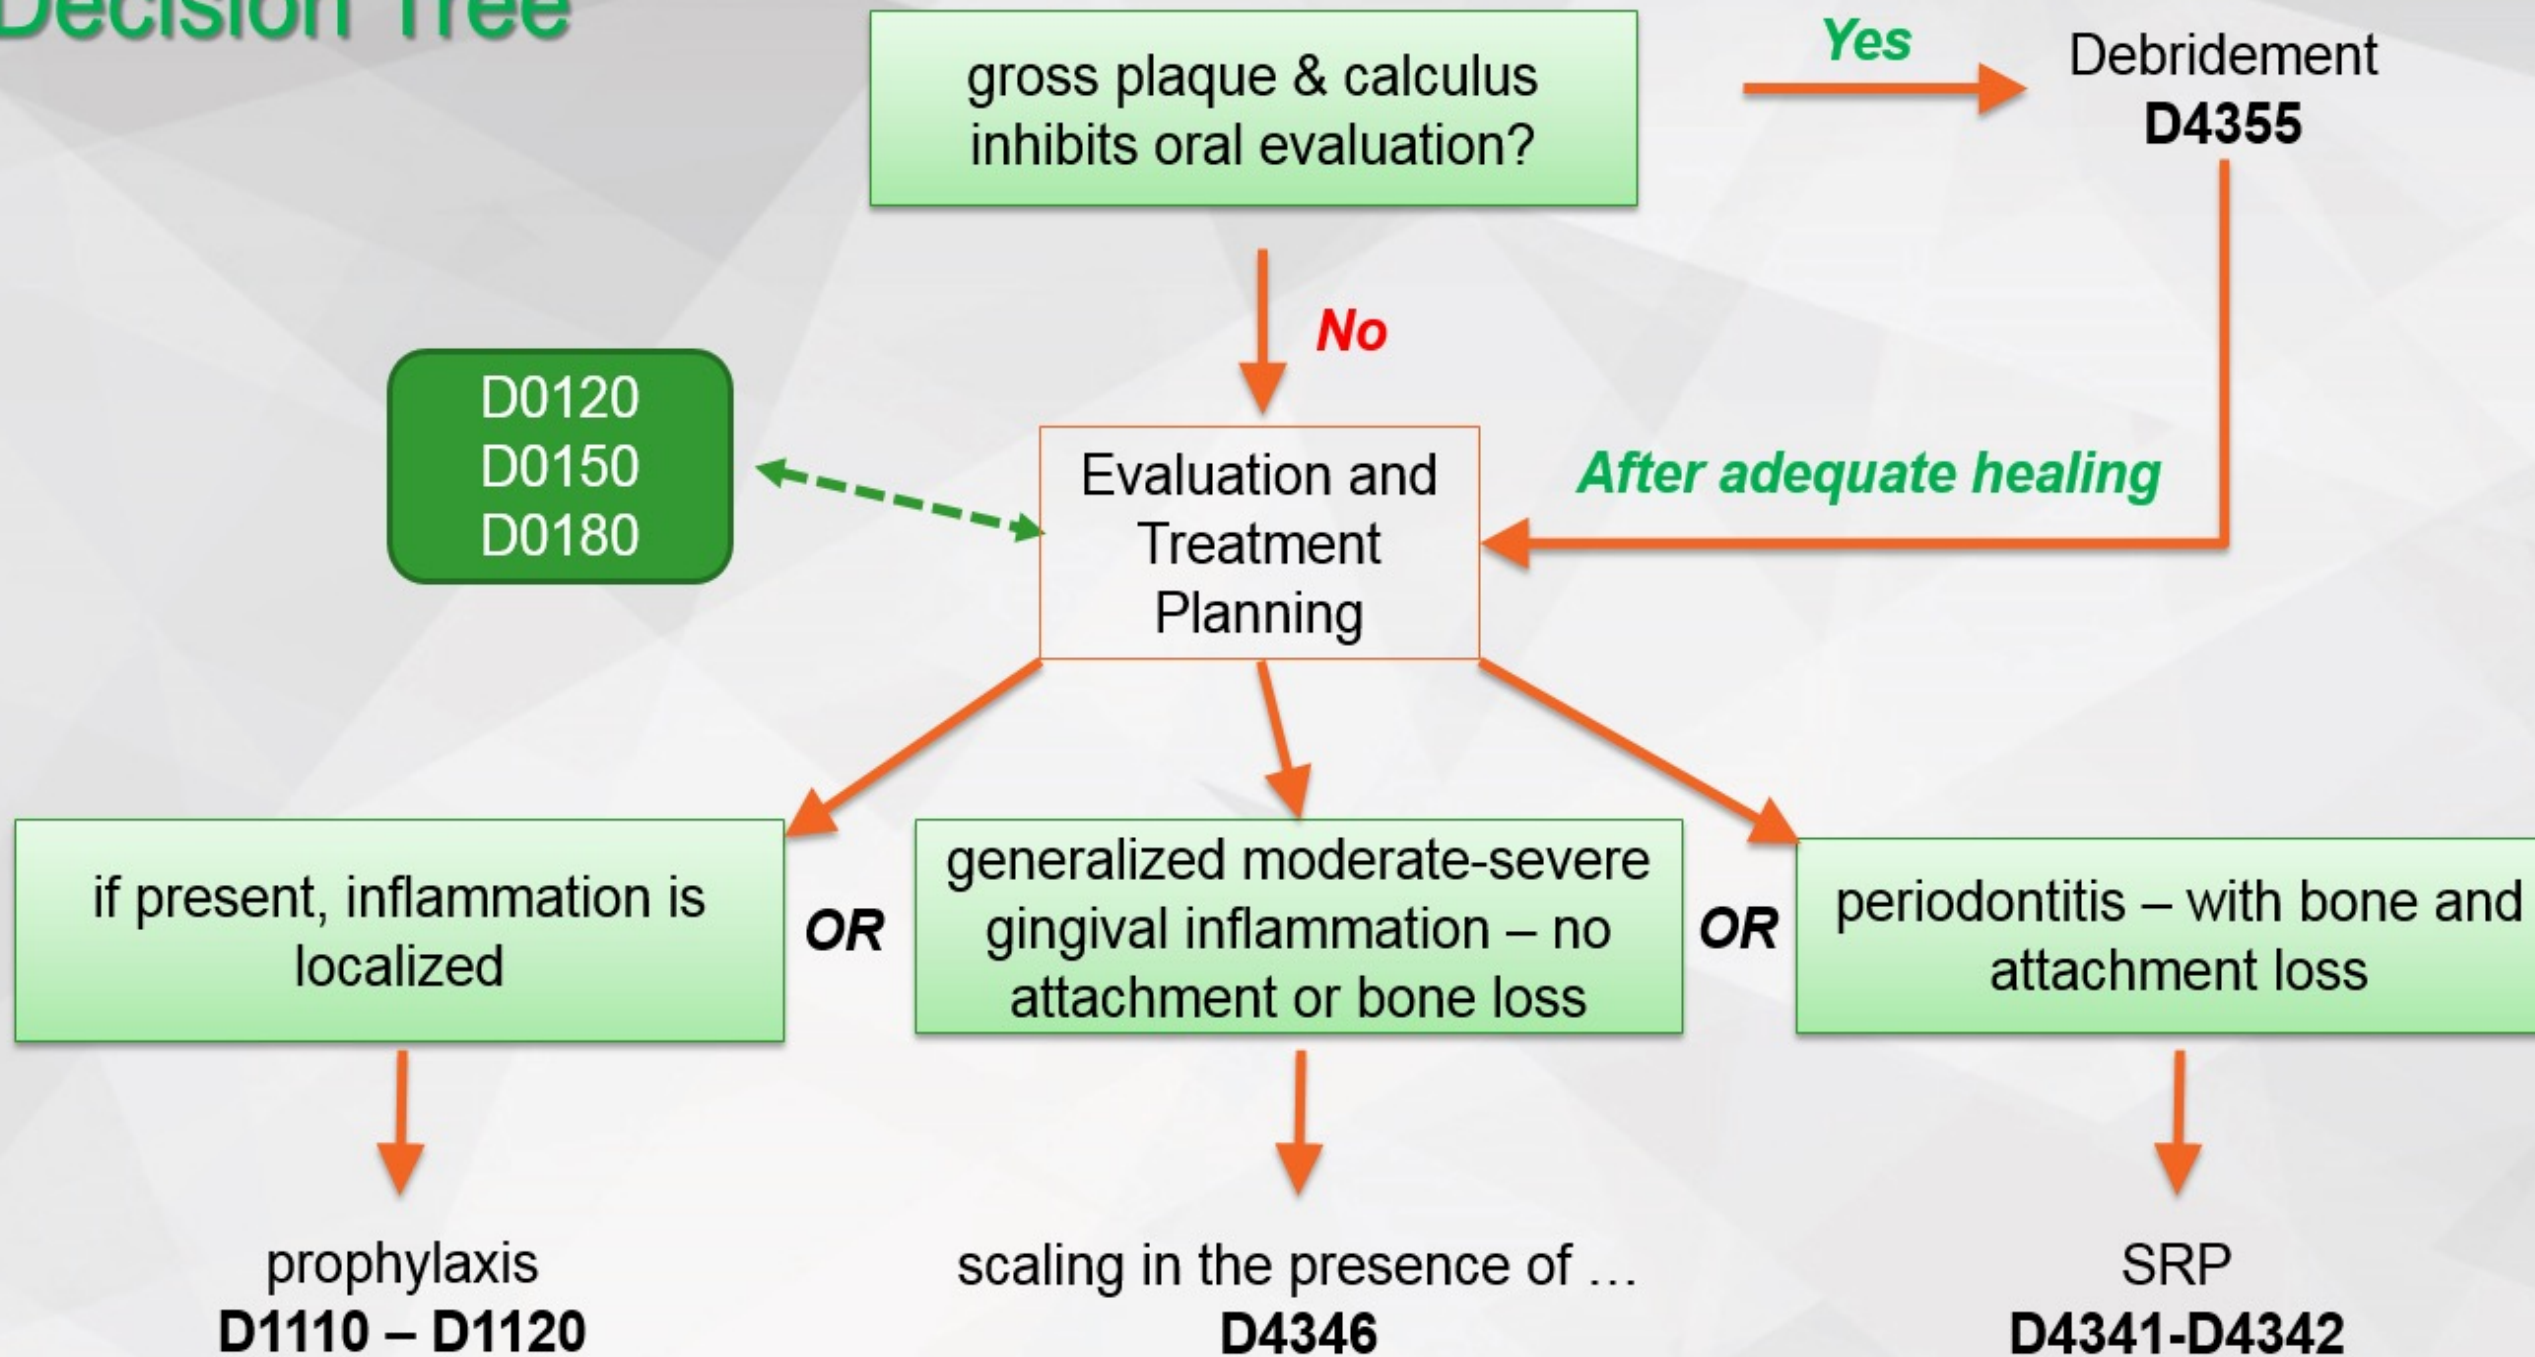 Decision Tree
gross plaque & calculus
inhibits oral evaluation?
Yes
Debridement
D4355
No
D0120
D0150
D0180
Evaluation and
Treatment
Planning
After adequate healing
if present, inflammation is
localized
OR
generalized moderate-severe
gingival inflammation – no
attachment or bone loss
OR
periodontitis – with bone and
attachment loss
prophylaxis
D1110 – D1120
scaling in the presence of …
D4346
SRP
D4341-D4342